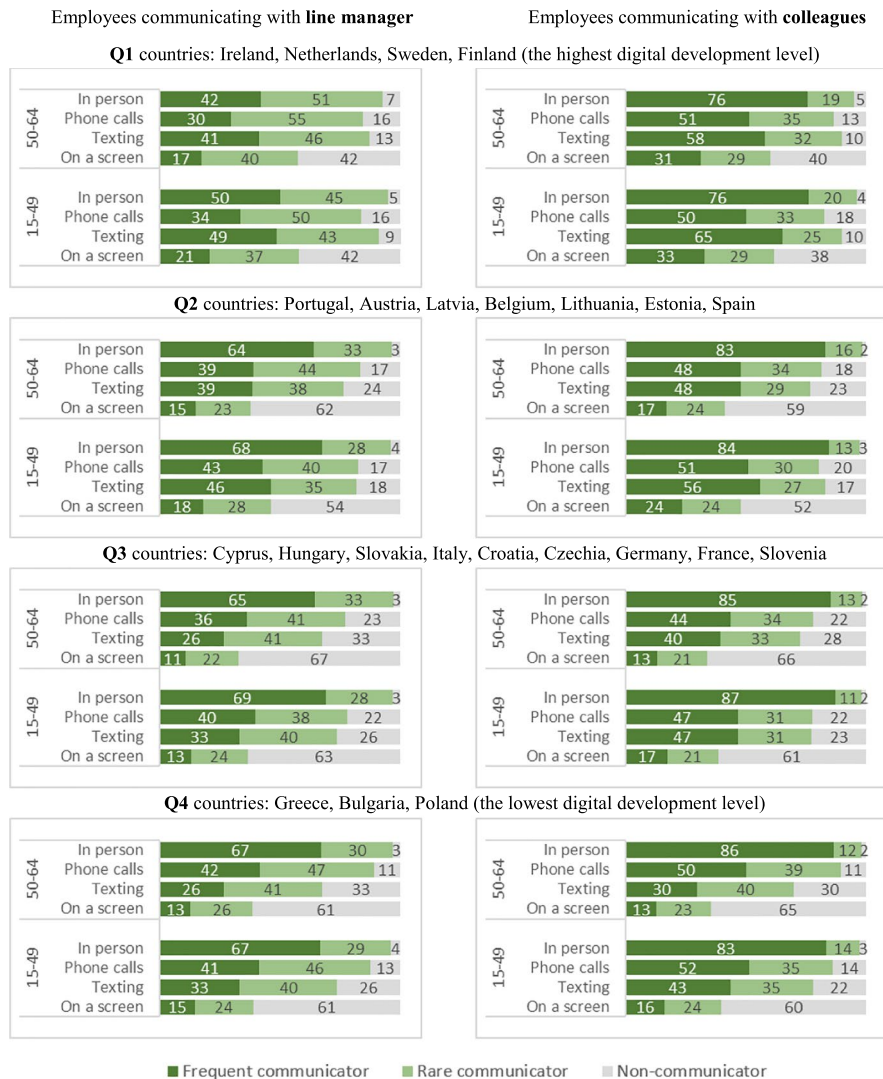 Employees communicating with line manager
Employees communicating with colleagues
Q1 countries: Ireland, Netherlands, Sweden, Finland (the highest digital development level)
50-64
In person 42 51 7
Phone calls 30 55 16
Texting 41 46 13
On a screen 17 40 42
15-49
In person 50 45 5
Phone calls 34 50 16
Texting 49 43 9
On a screen 21 37 42
50-64
In person 76 19 5
Phone calls 51 35 13
Texting 58 32 10
On a screen 31 29 40
15-49
In person 76 20 4
Phone calls 50 33 18
Texting 65 25 10
On a screen 33 29 38
Q2 countries: Portugal, Austria, Latvia, Belgium, Lithuania, Estonia, Spain
50-64
In person 64 33 3
Phone calls 39 44 17
Texting 39 38 24
On a screen 15 23 62
15-49
In person 68 28 4
Phone calls 43 40 17
Texting 46 35 18
On a screen 18 28 54
50-64
In person 83 16 2
Phone calls 48 34 18
Texting 48 29 23
On a screen 17 24 59
15-49
In person 84 13 3
Phone calls 51 30 20
Texting 56 27 17
On a screen 24 24 52
Q3 countries: Cyprus, Hungary, Slovakia, Italy, Croatia, Czechia, Germany, France, Slovenia
50-64
In person 65 33 3
Phone calls 36 41 23
Texting 26 41 33
On a screen 11 22 67
15-49
In person 69 28 3
Phone calls 40 38 22
Texting 33 40 26
On a screen 13 24 63
50-64
In person 85 13 2
Phone calls 44 34 22
Texting 40 33 28
On a screen 13 21 66
15-49
In person 87 11 2
Phone calls 47 31 22
Texting 47 31 23
On a screen 17 21 61
Q4 countries: Greece, Bulgaria, Poland (the lowest digital development level)
50-64
In person 67 30 3
Phone calls 42 47 11
Texting 26 41 33
On a screen 13 26 61
15-49
In person 67 29 4
Phone calls 41 46 13
Texting 33 40 26
On a screen 15 24 61
50-64
In person 86 12 2
Phone calls 50 39 11
Texting 30 40 30
On a screen 13 23 65
15-49
In person 83 14 3
Phone calls 52 35 14
Texting 43 35 22
On a screen 16 24 60
Frequent communicator Rare communicator Non-communicator